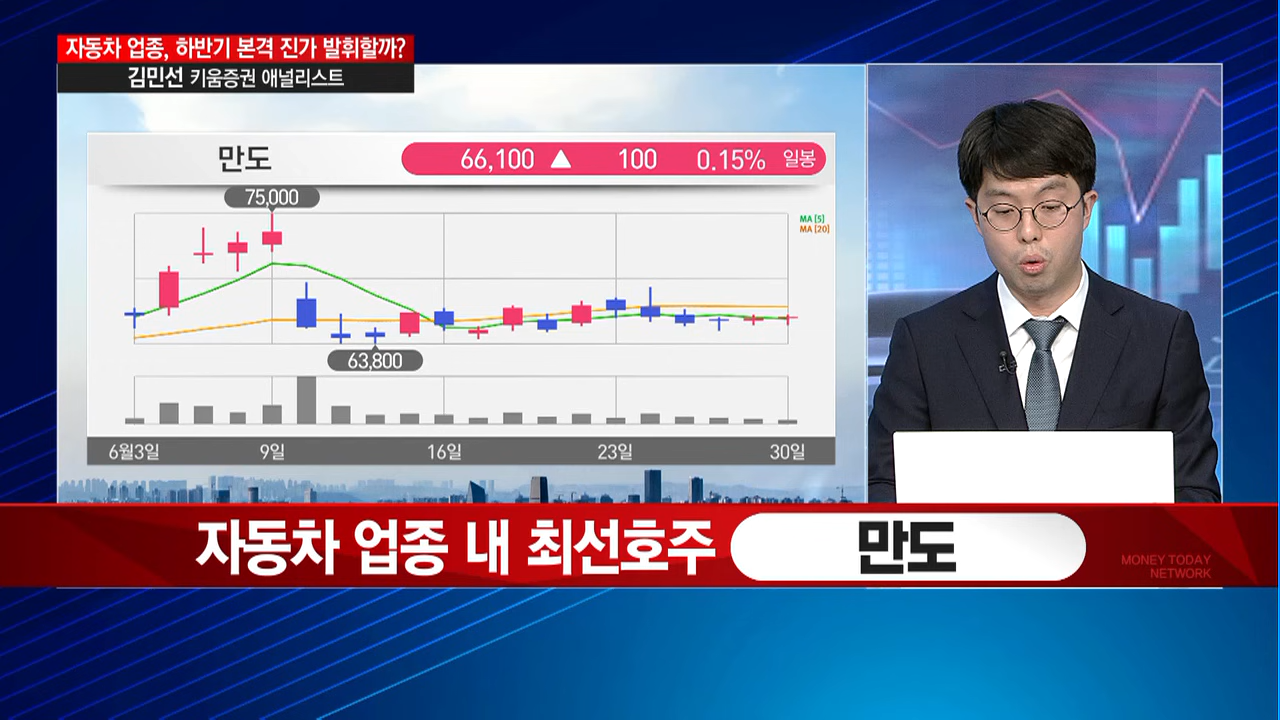 자동차 업종, 하반기 본격 진가 발휘할까?
김민선 키움증권 애널리스트
만도
66,100 ▲ 100 0.15% 일봉
75,000
MA [5]
MA [20]
63,800
6월3일 9일 16일 23일 30일
자동차 업종 내 최선호주 만도
MONEY TODAY
NETWORK